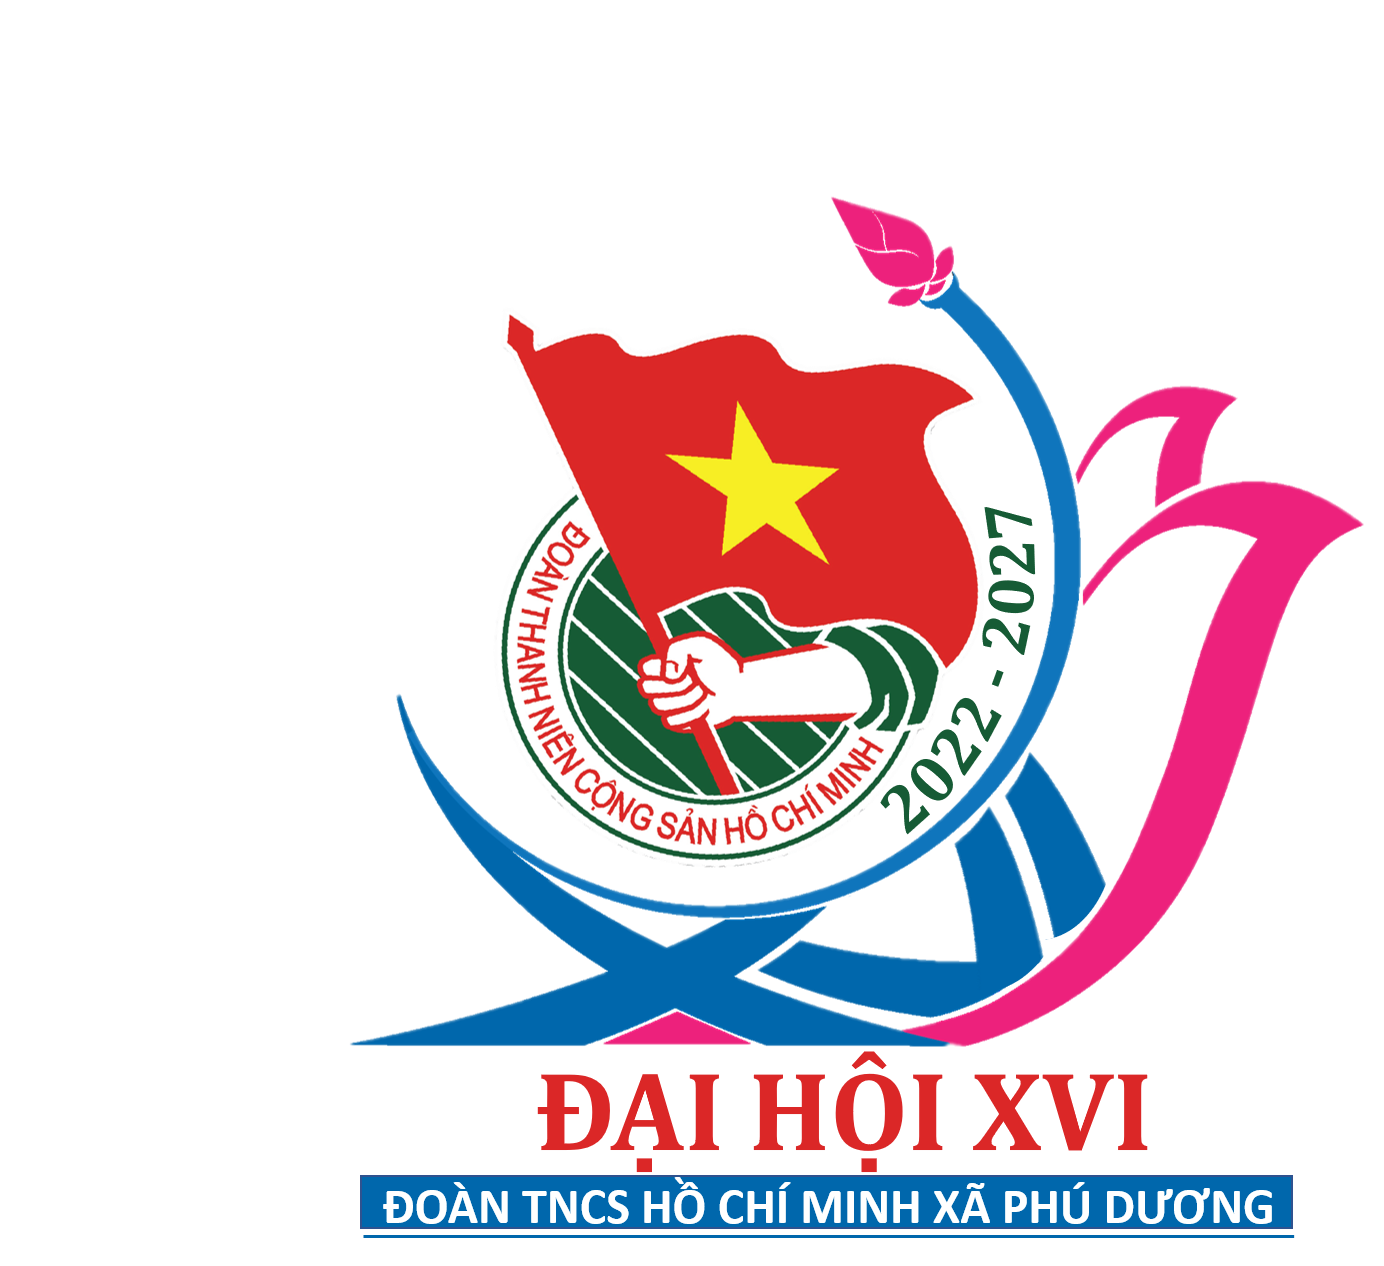 ĐOÀN THANH NIÊN CỘNG SẢN HỒ CHÍ MINH
2022 - 2027
ĐẠI HỘI XVI
ĐOÀN TNCS HỒ CHÍ MINH XÃ PHÚ DƯƠNG